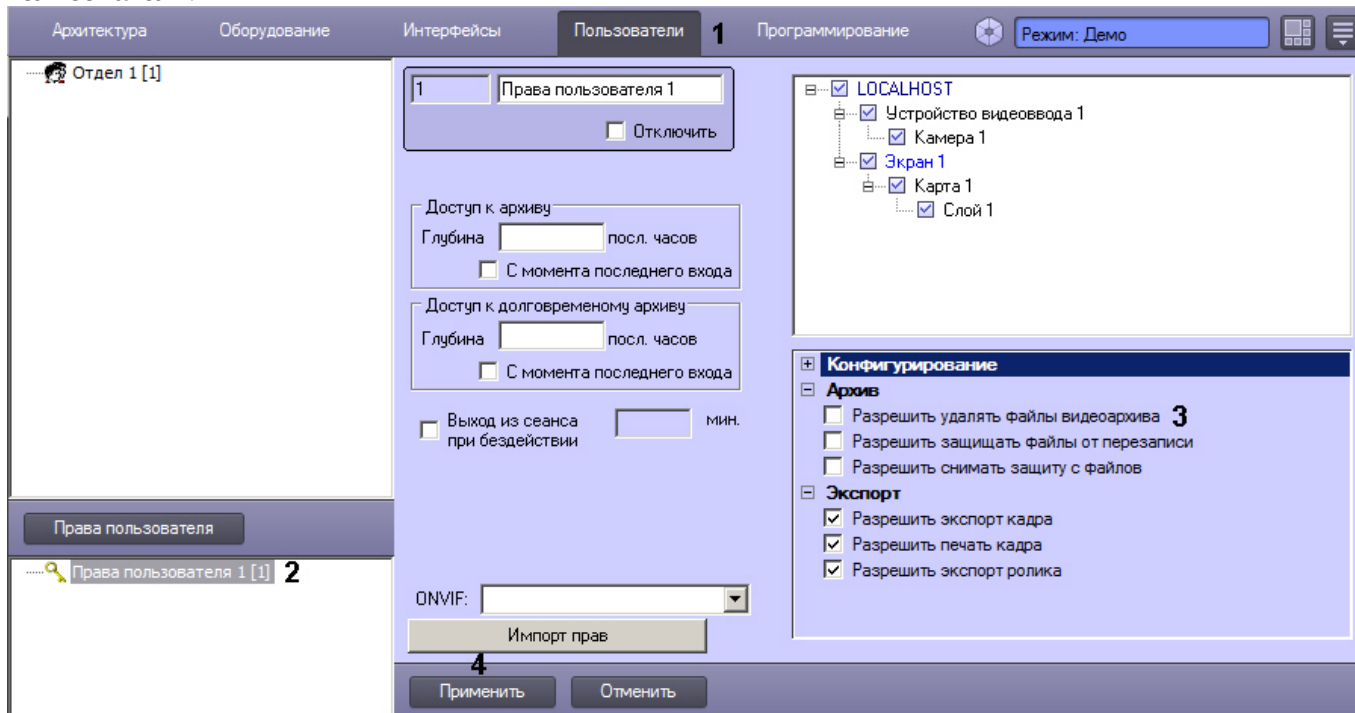 Архитектура Оборудование Интерфейсы Пользователи 1 Программирование Режим: Демо
Отдел 1 [1]
1 Права пользователя 1
Отключить
Доступ к архиву
Глубина посл. часов
С момента последнего входа
Доступ к долговременому архиву
Глубина посл. часов
С момента последнего входа
Выход из сеанса мин.
при бездействии
LOCALHOST
Устройство видеоввода 1
Камера 1
Экран 1
Карта 1
Слой 1
Конфигурирование
Архив
Разрешить удалять файлы видеоархива 3
Разрешить защищать файлы от перезаписи
Разрешить снимать защиту с файлов
Экспорт
Разрешить экспорт кадра
Разрешить печать кадра
Разрешить экспорт ролика
Права пользователя
Права пользователя 1 [1] 2
ONVIF:
Импорт прав
4
Применить Отменить